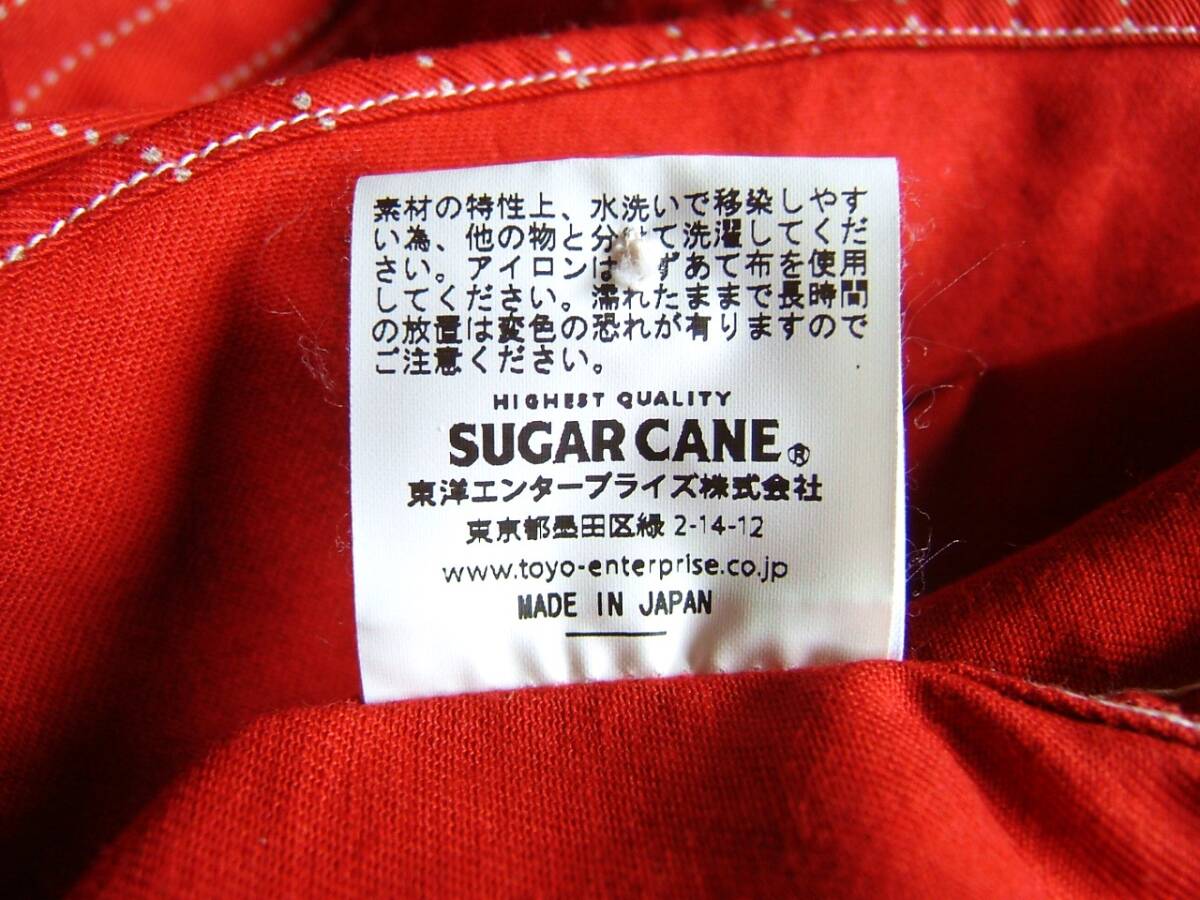 素材の特性上、水洗いで移染しやす
い為、他の物と分けて洗濯してくだ
さい。アイロンは ずあて布を使用
してください。濡れたままで長時間
の放置は変色の恐れが有りますので
ご注意ください。
HIGHEST QUALITY
SUGAR CANE®
東洋エンタープライズ株式会社
東京都墨田区緑 2-14-12
www.toyo-enterprise.co.jp
MADE IN JAPAN